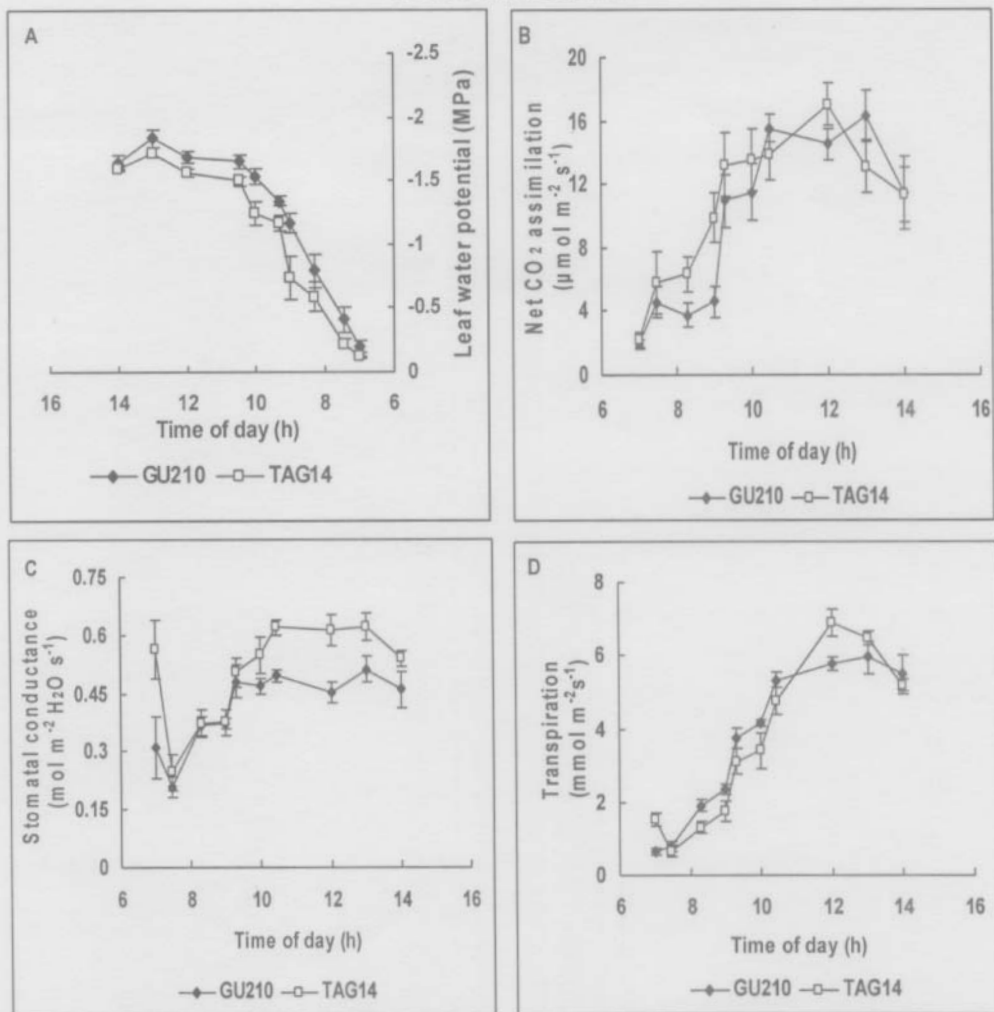 A
-2.5
-2
-1.5
-1
-0.5
0
Leaf water potential (MPa)
16 14 12 10 8 6
Time of day (h)
GU210 TAG14
B
20
16
12
8
4
0
Net CO₂ assimilation
(µmol m⁻² s⁻¹)
6 8 10 12 14 16
Time of day (h)
GU210 TAG14
C
0.75
0.6
0.45
0.3
0.15
0
Stomatal conductance
(mol m⁻² H₂O s⁻¹)
6 8 10 12 14 16
Time of day (h)
GU210 TAG14
D
8
6
4
2
0
Transpiration
(mmol m⁻²s⁻¹)
6 8 10 12 14 16
Time of day (h)
GU210 TAG14